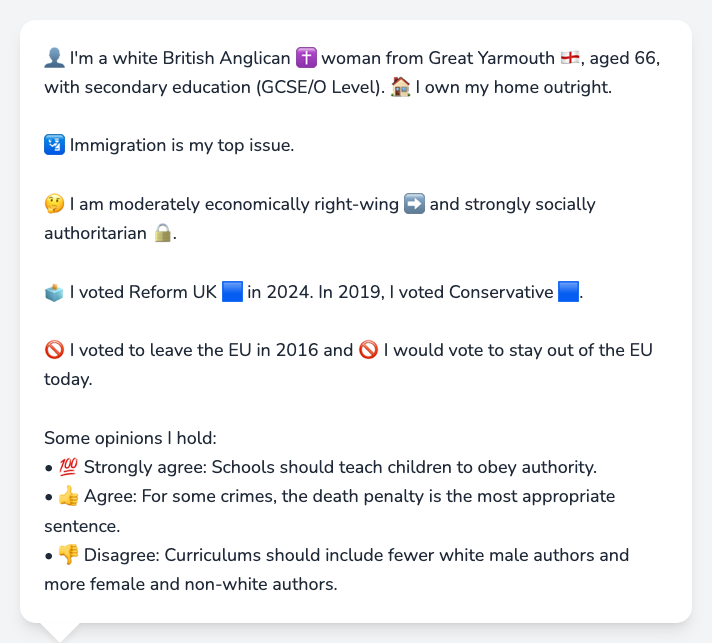 👤 I'm a white British Anglican ✝️ woman from Great Yarmouth 🏴󠁧󠁢󠁥󠁮󠁧󠁿, aged 66,
with secondary education (GCSE/O Level). 🏠 I own my home outright.
🛂 Immigration is my top issue.
🤔 I am moderately economically right-wing ➡️ and strongly socially
authoritarian 🔒.
🗳️ I voted Reform UK 🟦 in 2024. In 2019, I voted Conservative 🟦.
🚫 I voted to leave the EU in 2016 and 🚫 I would vote to stay out of the EU
today.
Some opinions I hold:
• 💯 Strongly agree: Schools should teach children to obey authority.
• 👍 Agree: For some crimes, the death penalty is the most appropriate
sentence.
• 👎 Disagree: Curriculums should include fewer white male authors and
more female and non-white authors.